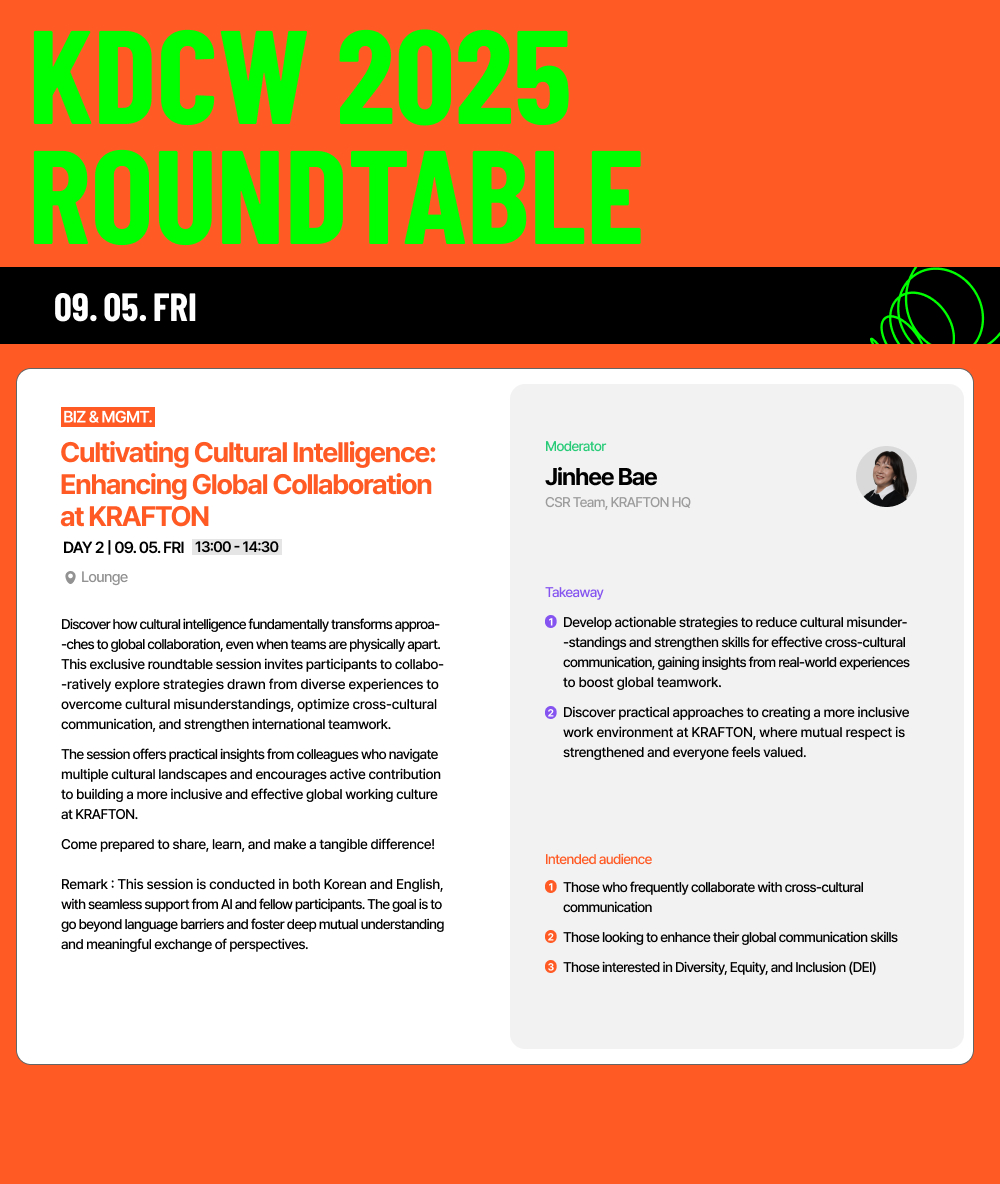 KDCW 2025
ROUNDTABLE
09. 05. FRI
BIZ & MGMT.
Cultivating Cultural Intelligence:
Enhancing Global Collaboration
at KRAFTON
DAY 2 | 09. 05. FRI 13:00 - 14:30
Lounge
Discover how cultural intelligence fundamentally transforms approa-
-ches to global collaboration, even when teams are physically apart.
This exclusive roundtable session invites participants to collabo-
-ratively explore strategies drawn from diverse experiences to
overcome cultural misunderstandings, optimize cross-cultural
communication, and strengthen international teamwork.
The session offers practical insights from colleagues who navigate
multiple cultural landscapes and encourages active contribution
to building a more inclusive and effective global working culture
at KRAFTON.
Come prepared to share, learn, and make a tangible difference!
Remark : This session is conducted in both Korean and English,
with seamless support from AI and fellow participants. The goal is to
go beyond language barriers and foster deep mutual understanding
and meaningful exchange of perspectives.
Moderator
Jinhee Bae
CSR Team, KRAFTON HQ
Takeaway
1 Develop actionable strategies to reduce cultural misunder-
-standings and strengthen skills for effective cross-cultural
communication, gaining insights from real-world experiences
to boost global teamwork.
2 Discover practical approaches to creating a more inclusive
work environment at KRAFTON, where mutual respect is
strengthened and everyone feels valued.
Intended audience
1 Those who frequently collaborate with cross-cultural
communication
2 Those looking to enhance their global communication skills
3 Those interested in Diversity, Equity, and Inclusion (DEI)